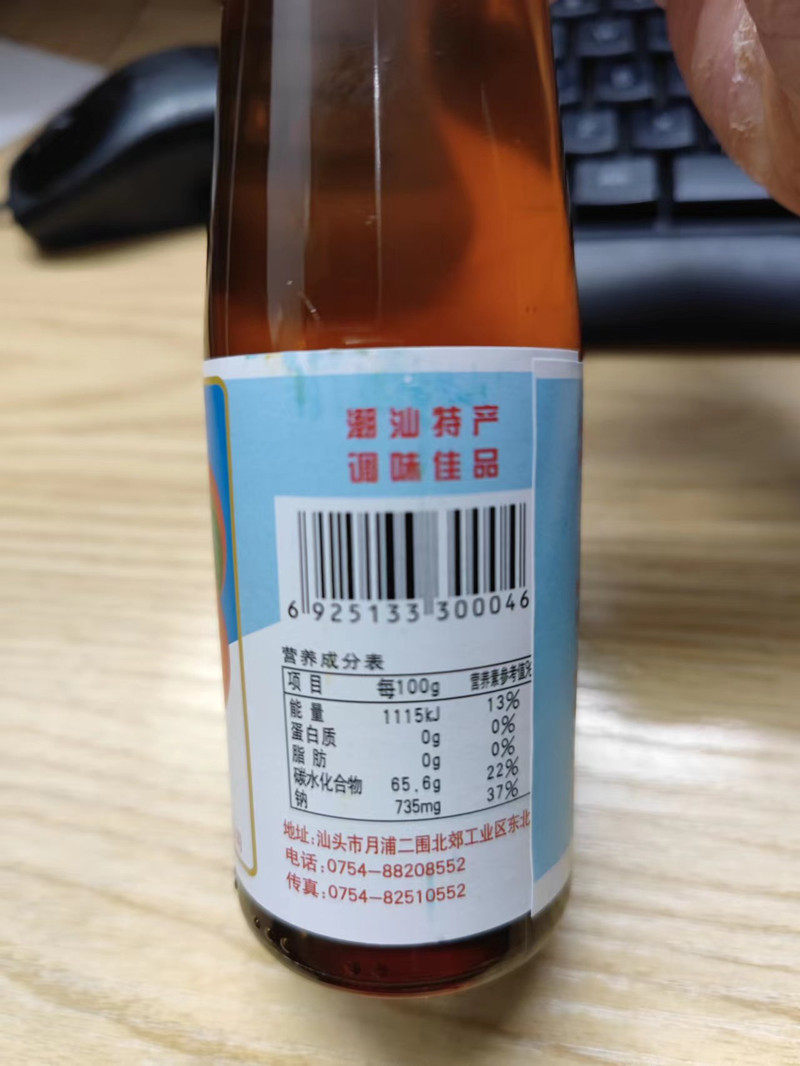 潮汕特产
调味佳品
6 925133 300046
营养成分表
项目 每100g 营养素参考值%
能量 1115kJ 13%
蛋白质 0g 0%
脂肪 0g 0%
碳水化合物 65.6g 22%
钠 735mg 37%
地址:汕头市月浦二围北郊工业区东北
电话:0754-88208552
传真:0754-82510552